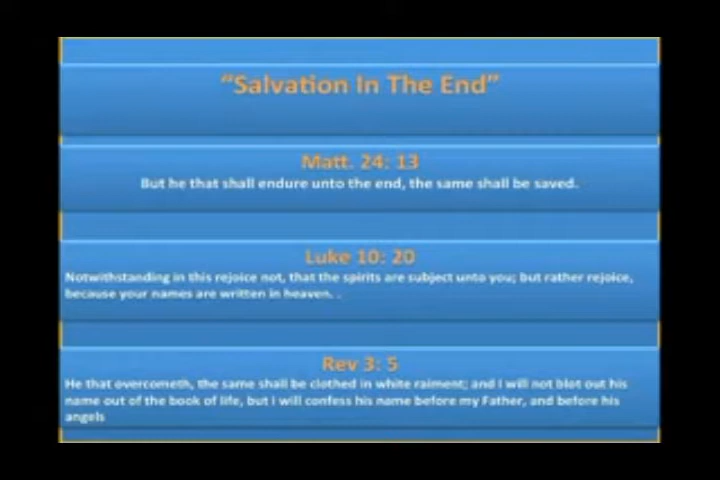 “Salvation In The End”
Matt. 24: 13
But he that shall endure unto the end, the same shall be saved.
Luke 10: 20
Notwithstanding in this rejoice not, that the spirits are subject unto you; but rather rejoice,
because your names are written in heaven. .
Rev 3: 5
He that overcometh, the same shall be clothed in white raiment; and I will not blot out his
name out of the book of life, but I will confess his name before my Father, and before his
angels